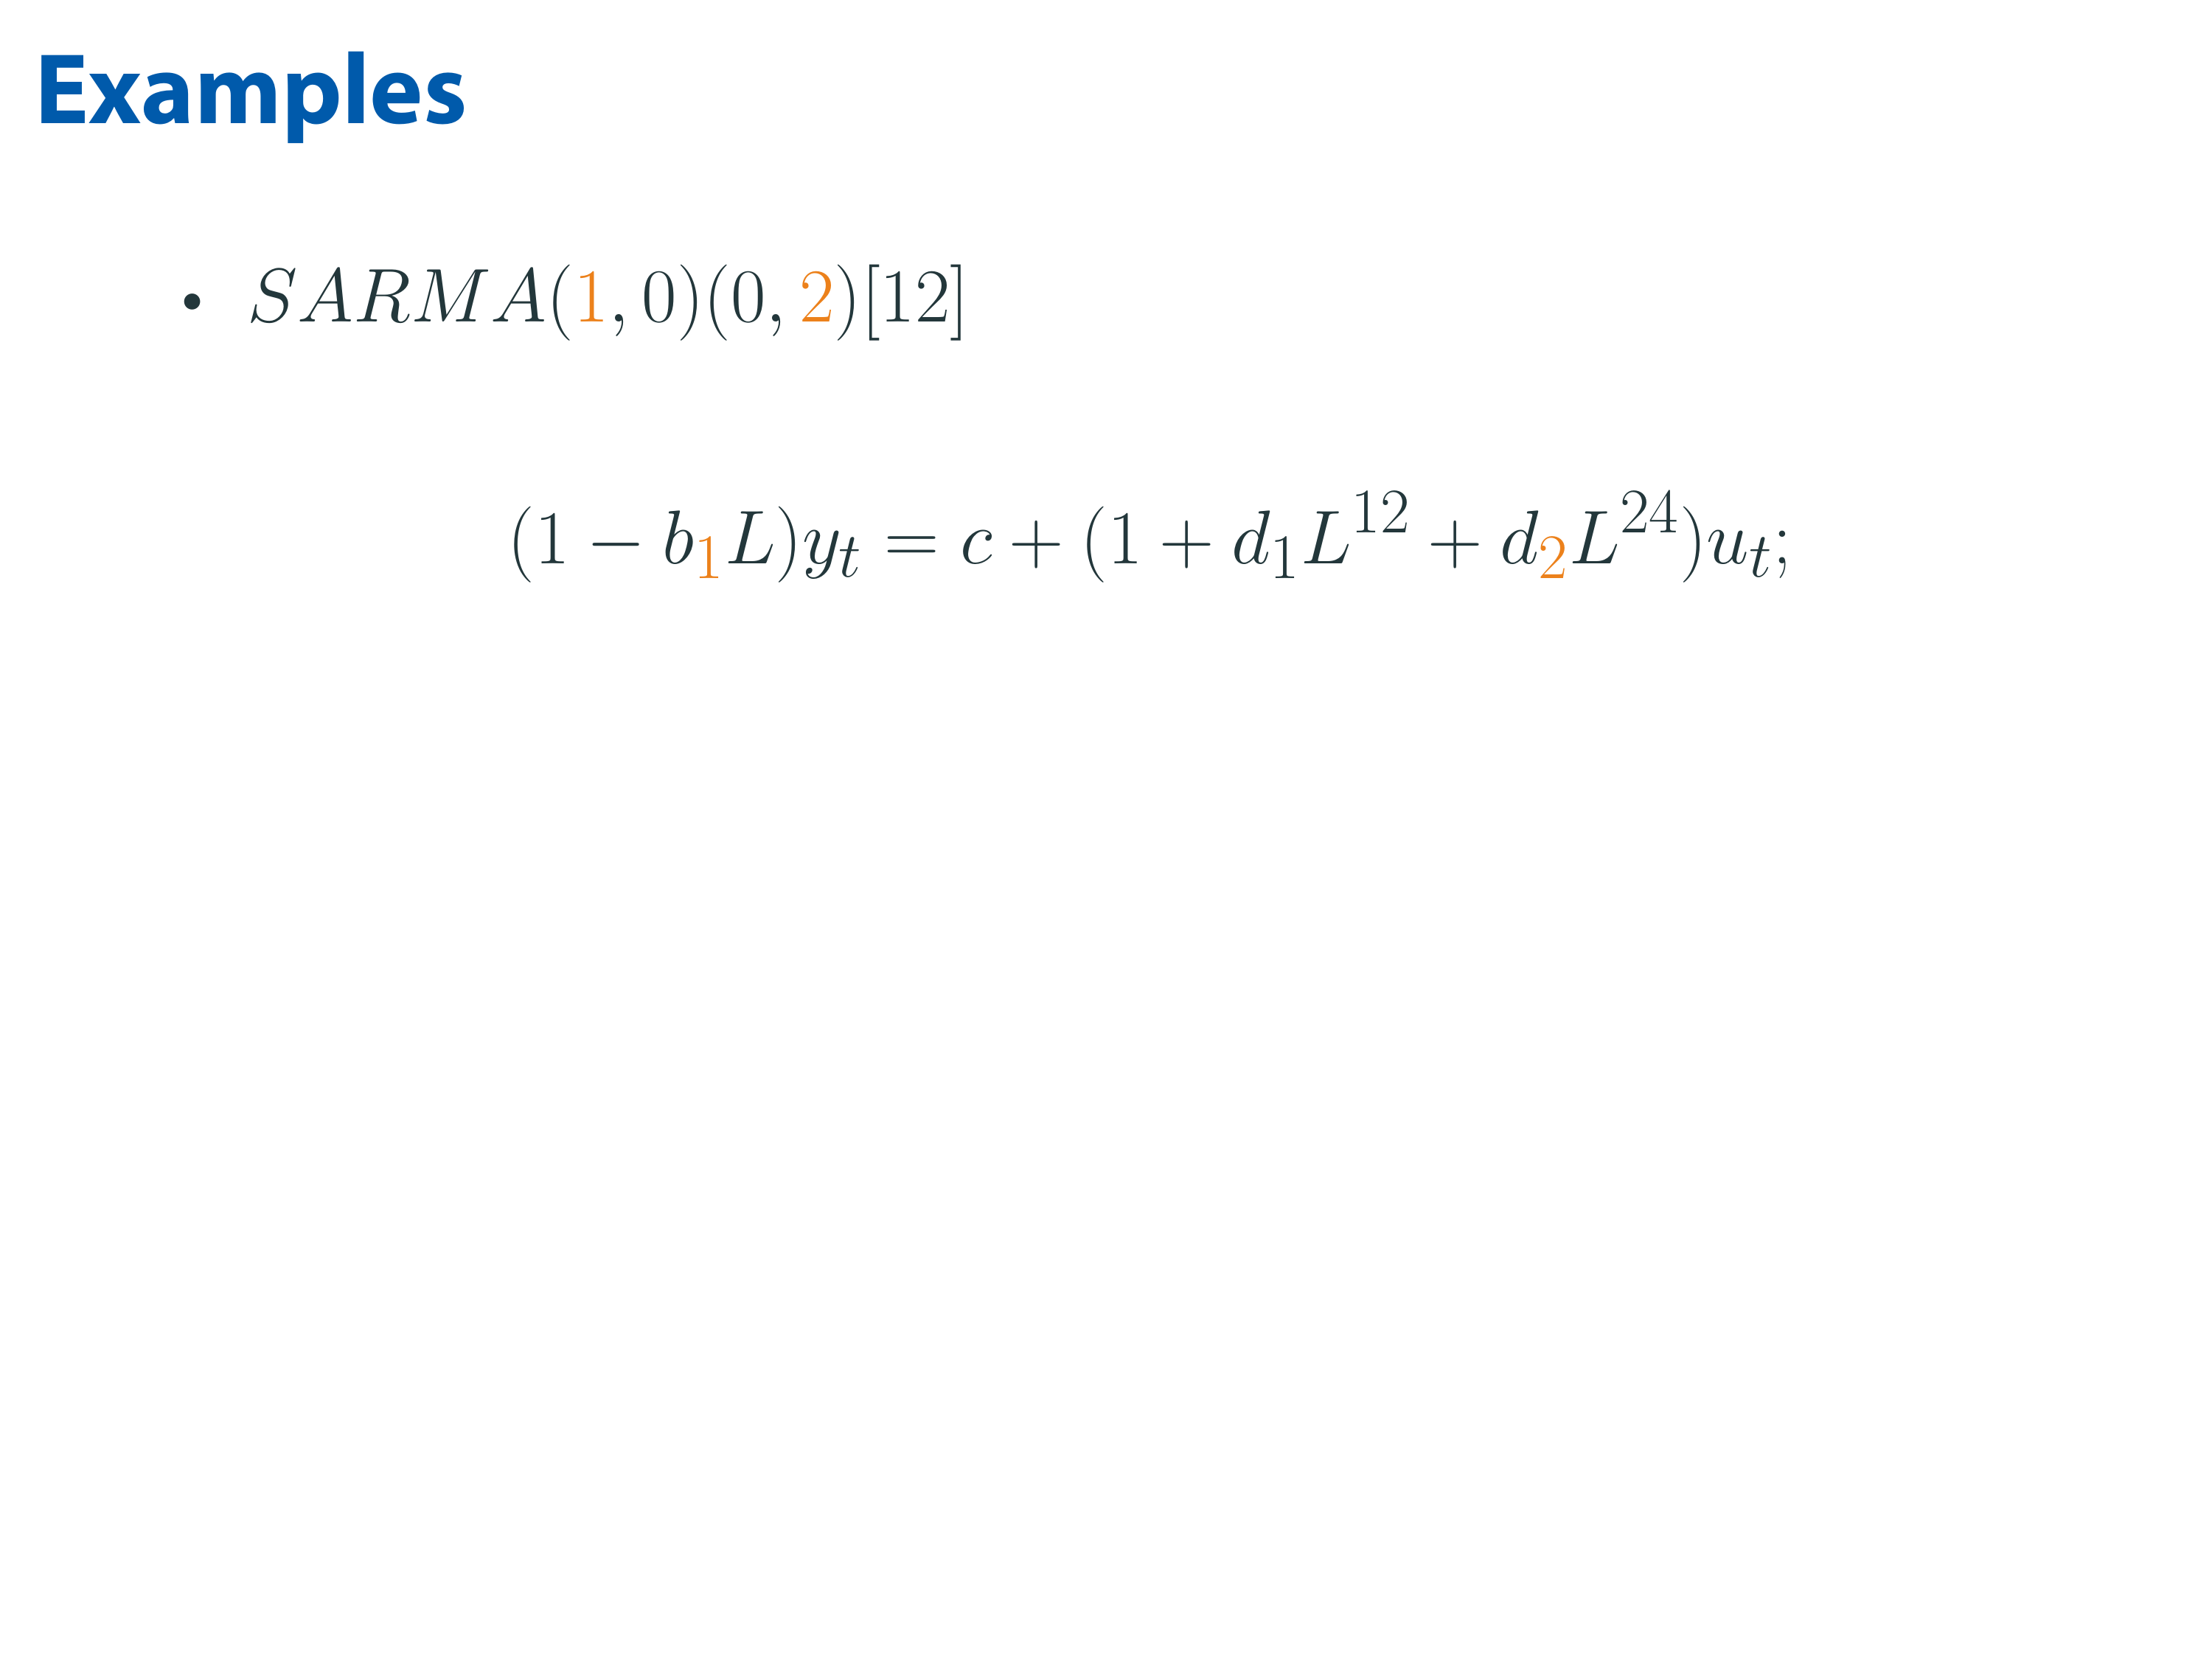 Examples
• SARMA(1, 0)(0, 2)[12]
(1 − b₁L)yₜ = c + (1 + d₁L¹² + d₂L²⁴)uₜ;